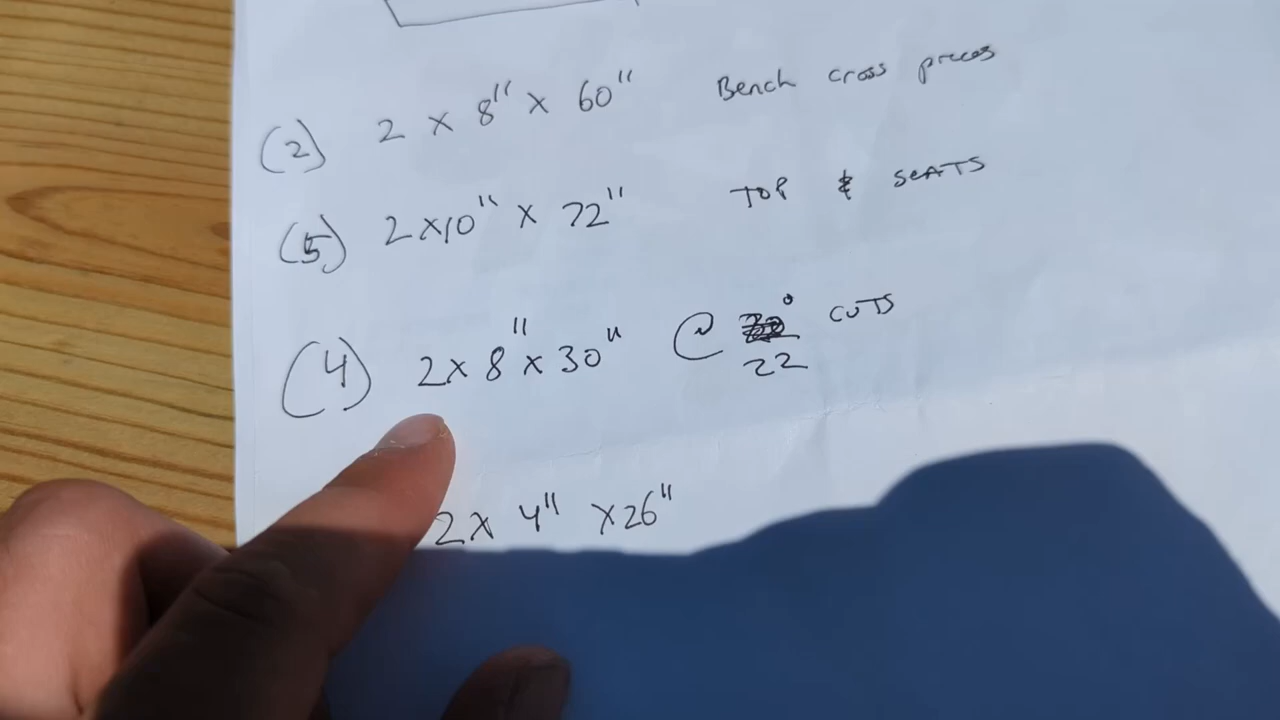 (2) 2 x 8" x 60" Bench cross pieces
(5) 2x10" x 72" TOP & SEATS
(4) 2x 8" x 30" @ ° CUTS
22
2x 4" x26"